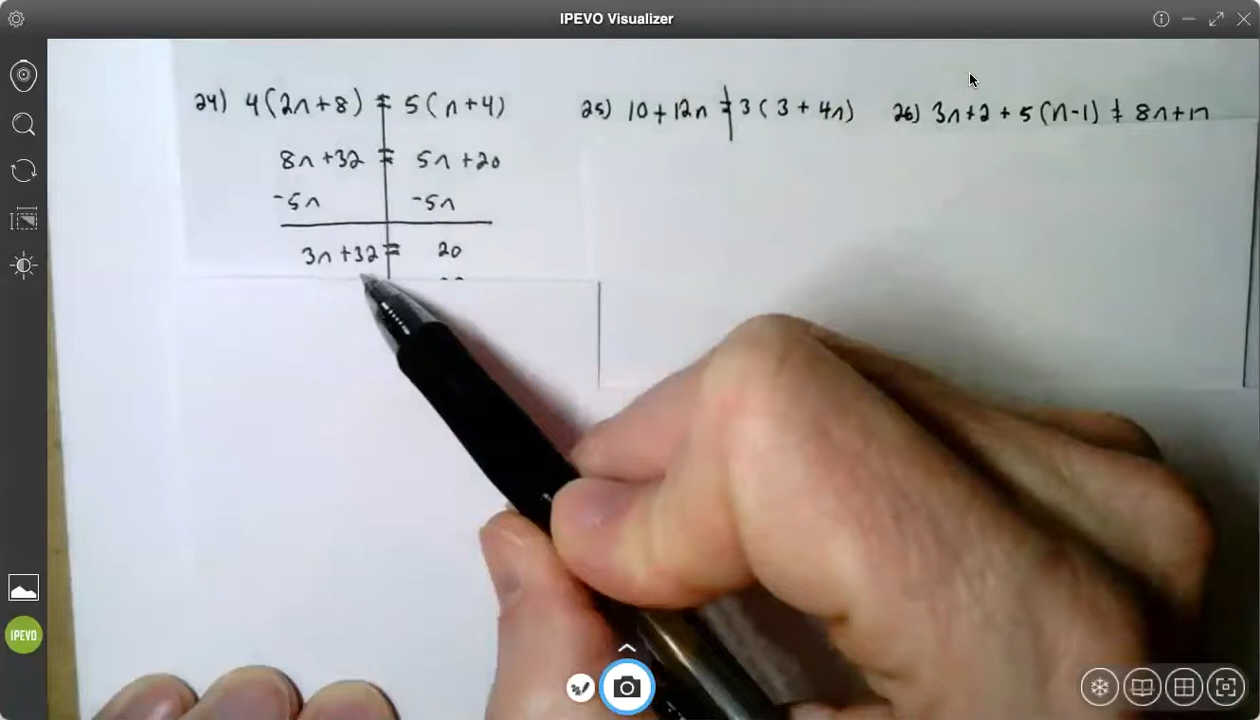 IPEVO Visualizer
24) 4(2n+8) = 5(n+4)
8n+32 = 5n+20
-5n -5n
3n+32 = 20
25) 10+12n = 3(3+4n)
26) 3n+2+5(n-1) = 8n+17
IPEVO